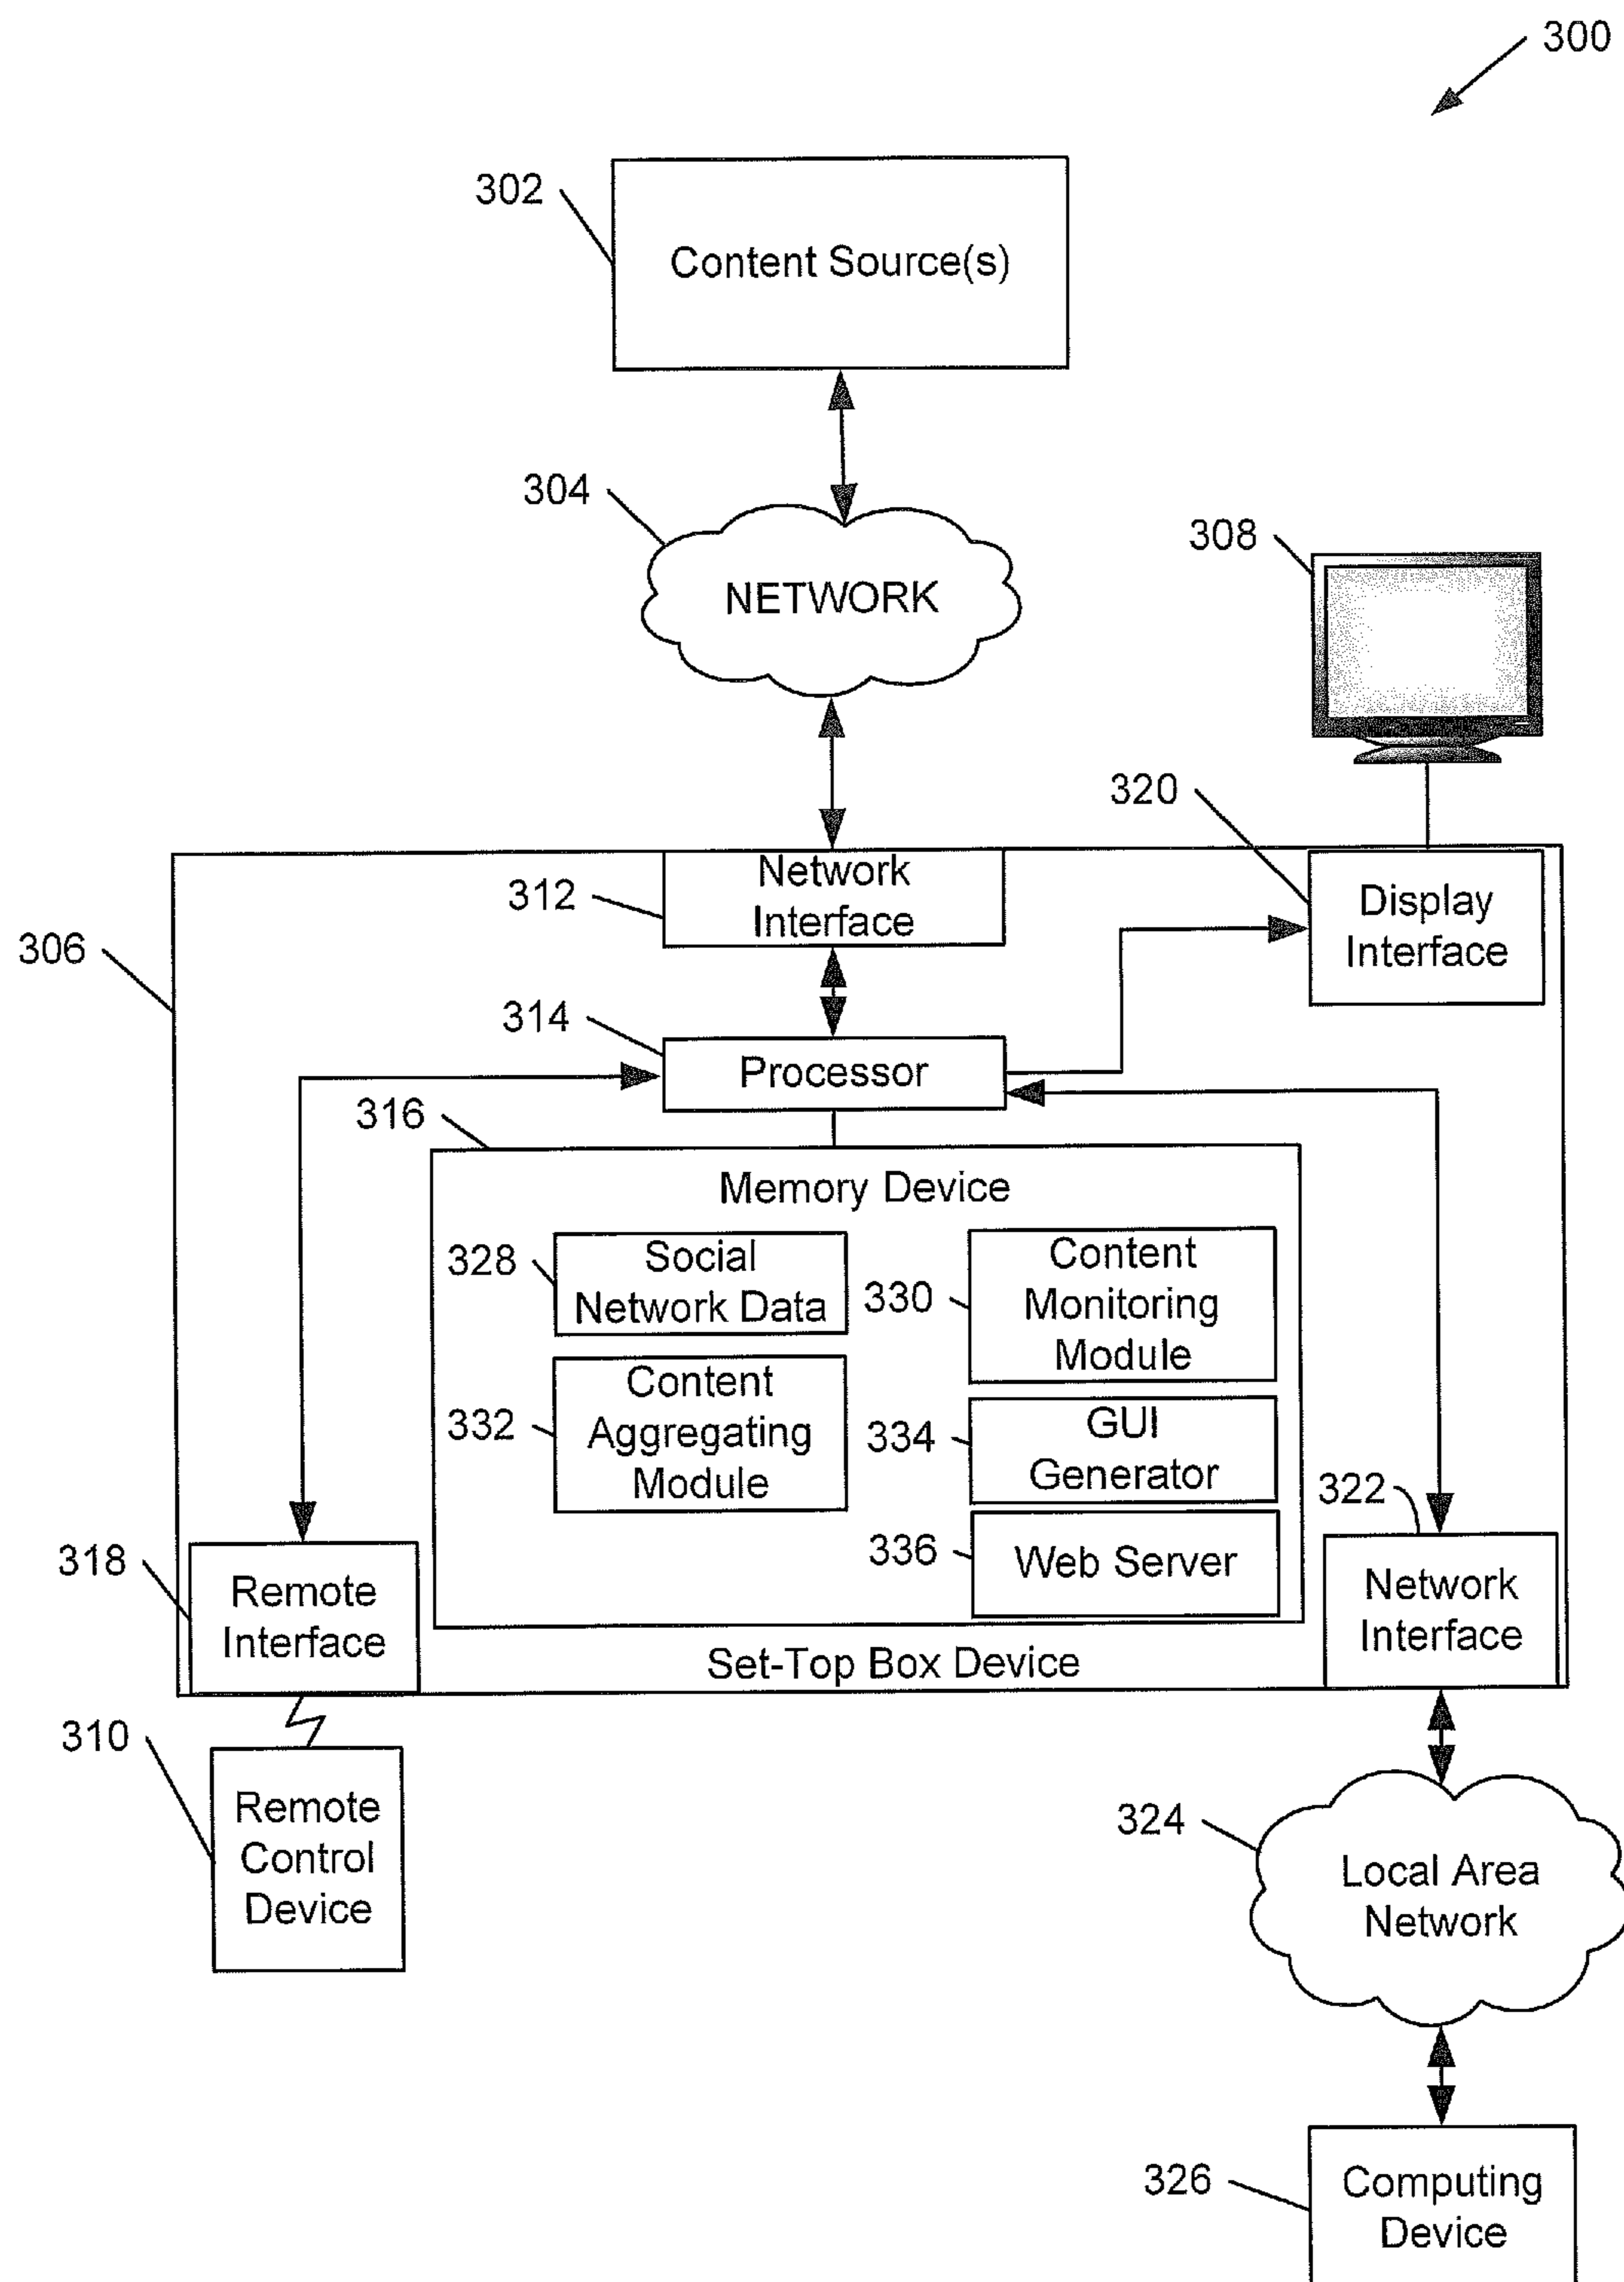 300
302
Content Source(s)
304
NETWORK
308
320
312
Network
Interface
Display
Interface
306
314
Processor
316
Memory Device
328
Social
Network Data
330
Content
Monitoring
Module
332
Content
Aggregating
Module
334
GUI
Generator
322
336
Web Server
318
Remote
Interface
Network
Interface
Set-Top Box Device
310
Remote
Control
Device
324
Local Area
Network
326
Computing
Device